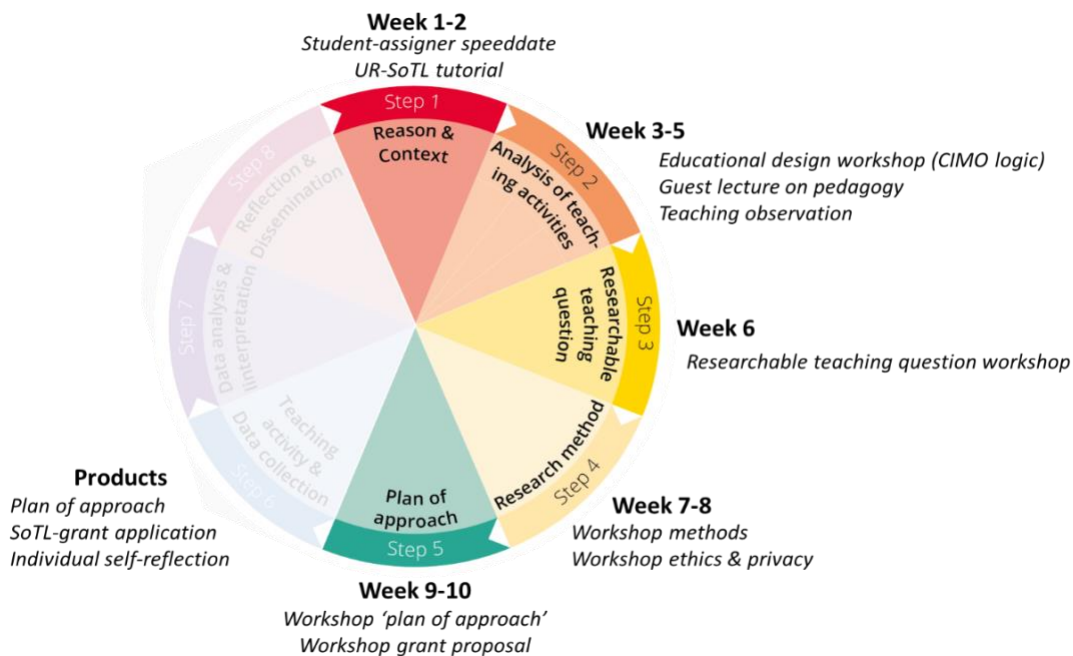 Week 1-2
Student-assigner speeddate
UR-SoTL tutorial
Step 1
Reason &
Context
Week 3-5
Educational design workshop (CIMO logic)
Guest lecture on pedagogy
Teaching observation
Step 2
Analysis of teach-
ing activities
Step 3
Researchable
teaching
question
Week 6
Researchable teaching question workshop
Step 4
Research method
Week 7-8
Workshop methods
Workshop ethics & privacy
Plan of
approach
Step 5
Week 9-10
Workshop ‘plan of approach’
Workshop grant proposal
Step 6
Teaching
activity &
Data collection
Products
Plan of approach
SoTL-grant application
Individual self-reflection
Step 7
Data analysis &
Iinterpretation
Step 8
Reflection &
Dissemination